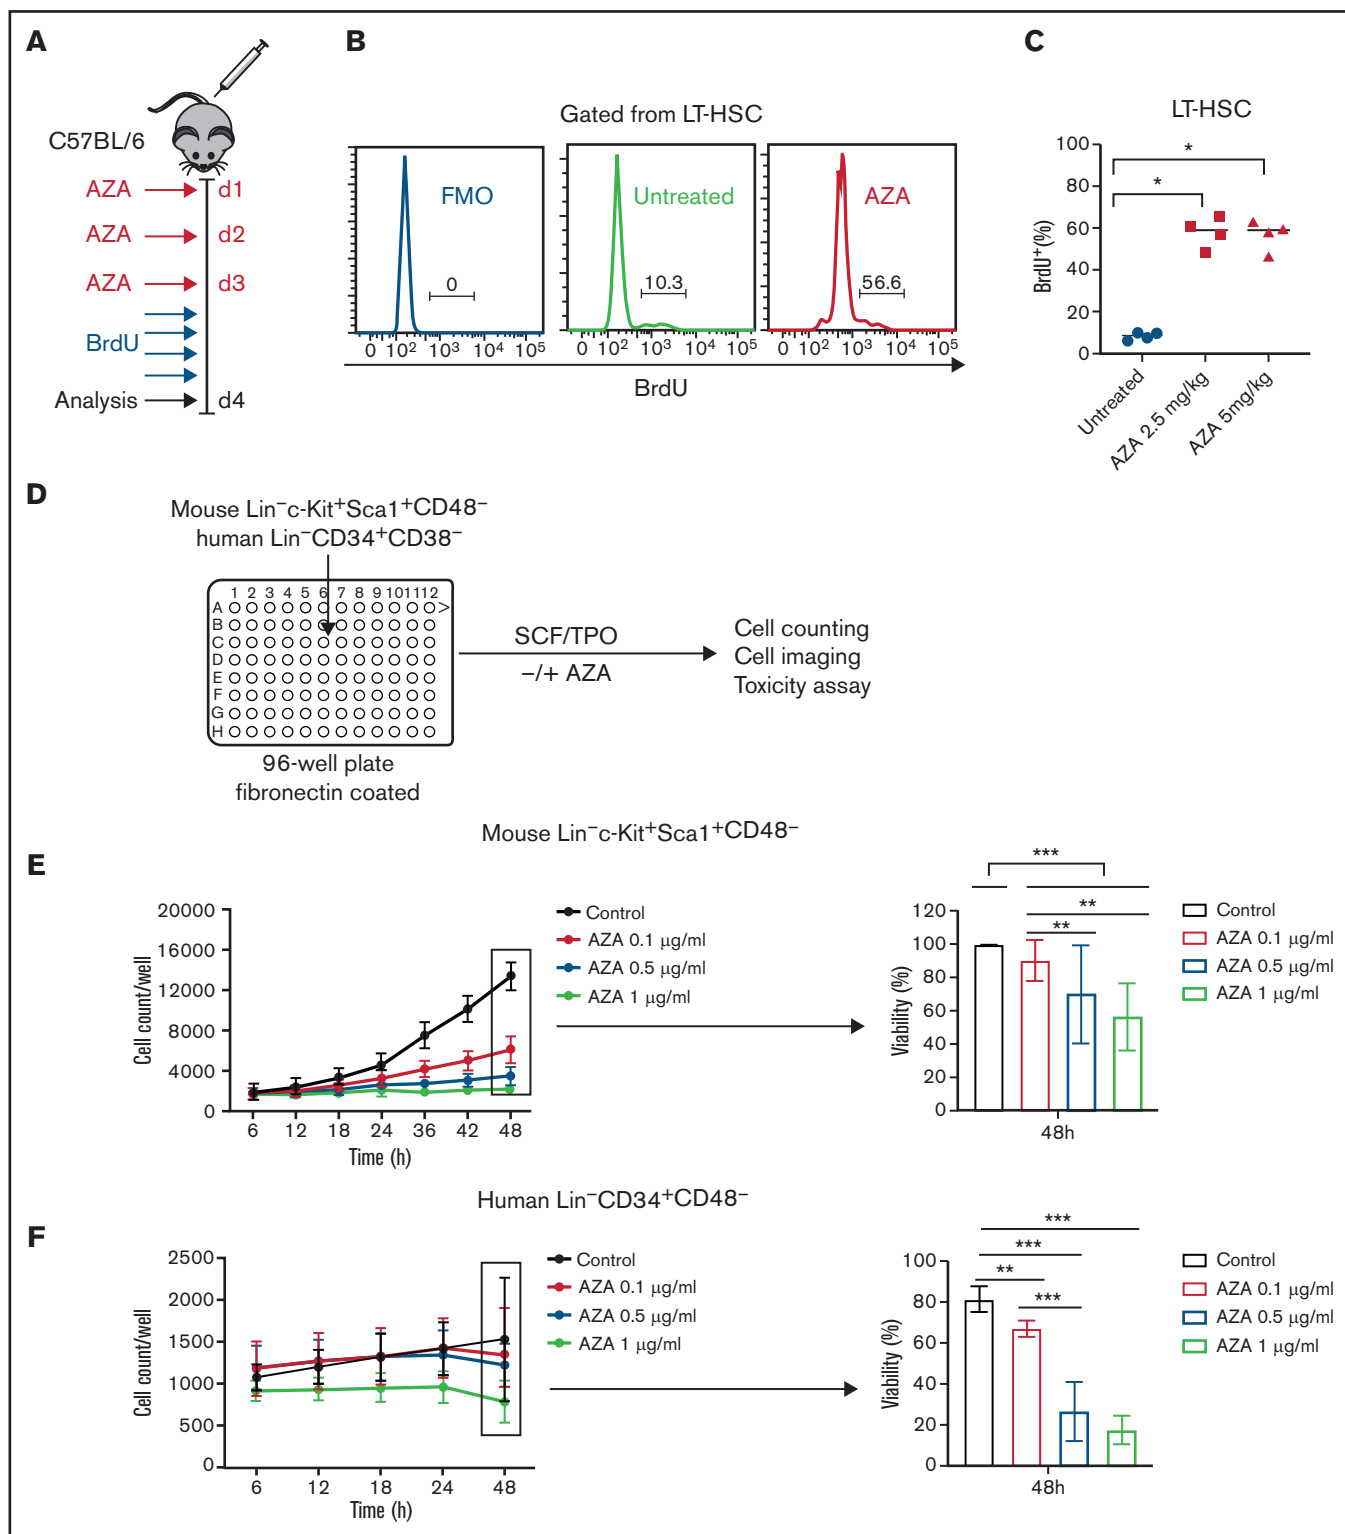 A
C57BL/6
AZA d1
AZA d2
AZA d3
BrdU
Analysis d4
B
Gated from LT-HSC
FMO
0
0 10² 10³ 10⁴ 10⁵
Untreated
10.3
0 10² 10³ 10⁴ 10⁵
AZA
56.6
0 10² 10³ 10⁴ 10⁵
BrdU
C
LT-HSC
*
*
BrdU⁺(%)
100
80
60
40
20
0
Untreated
AZA 2.5 mg/kg
AZA 5mg/kg
D
Mouse Lin⁻c-Kit⁺Sca1⁺CD48⁻
human Lin⁻CD34⁺CD38⁻
1 2 3 4 5 6 7 8 9 10 11 12
A
B
C
D
E
F
G
H
96-well plate
fibronectin coated
SCF/TPO
−/+ AZA
Cell counting
Cell imaging
Toxicity assay
Mouse Lin⁻c-Kit⁺Sca1⁺CD48⁻
E
Cell count/well
20000
16000
12000
8000
4000
0
6 12 18 24 36 42 48
Time (h)
Control
AZA 0.1 μg/ml
AZA 0.5 μg/ml
AZA 1 μg/ml
***
**
**
Viability (%)
120
100
80
60
40
20
0
48h
Control
AZA 0.1 μg/ml
AZA 0.5 μg/ml
AZA 1 μg/ml
Human Lin⁻CD34⁺CD48⁻
F
Cell count/well
2500
2000
1500
1000
500
0
6 12 18 24 48
Time (h)
Control
AZA 0.1 μg/ml
AZA 0.5 μg/ml
AZA 1 μg/ml
***
***
**
***
Viability (%)
100
80
60
40
20
0
48h
Control
AZA 0.1 μg/ml
AZA 0.5 μg/ml
AZA 1 μg/ml